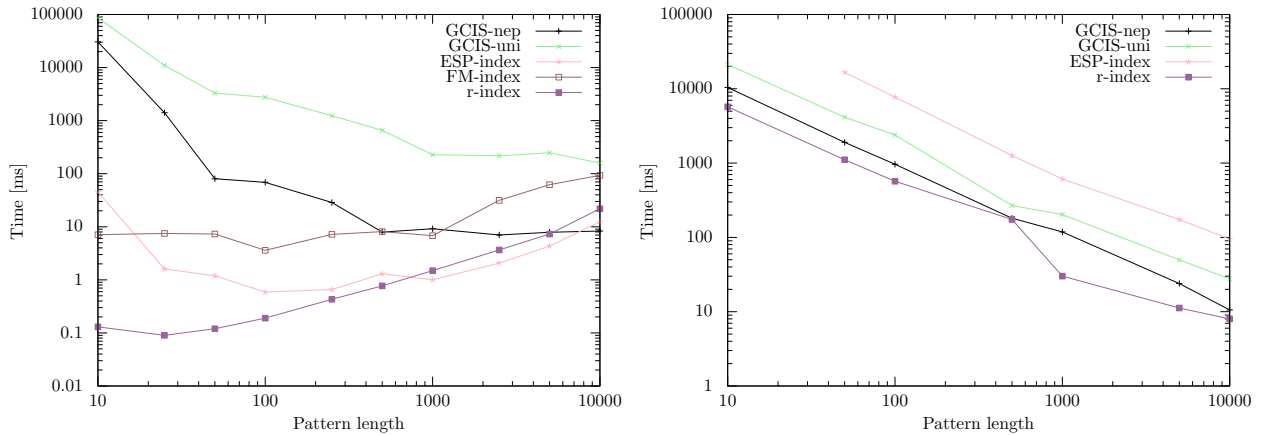 100000
10000
1000
100
10
1
0.1
0.01
10
100
1000
10000
Time [ms]
Pattern length
GCIS-nep
GCIS-uni
ESP-index
FM-index
r-index
100000
10000
1000
100
10
1
10
100
1000
10000
Time [ms]
Pattern length
GCIS-nep
GCIS-uni
ESP-index
r-index